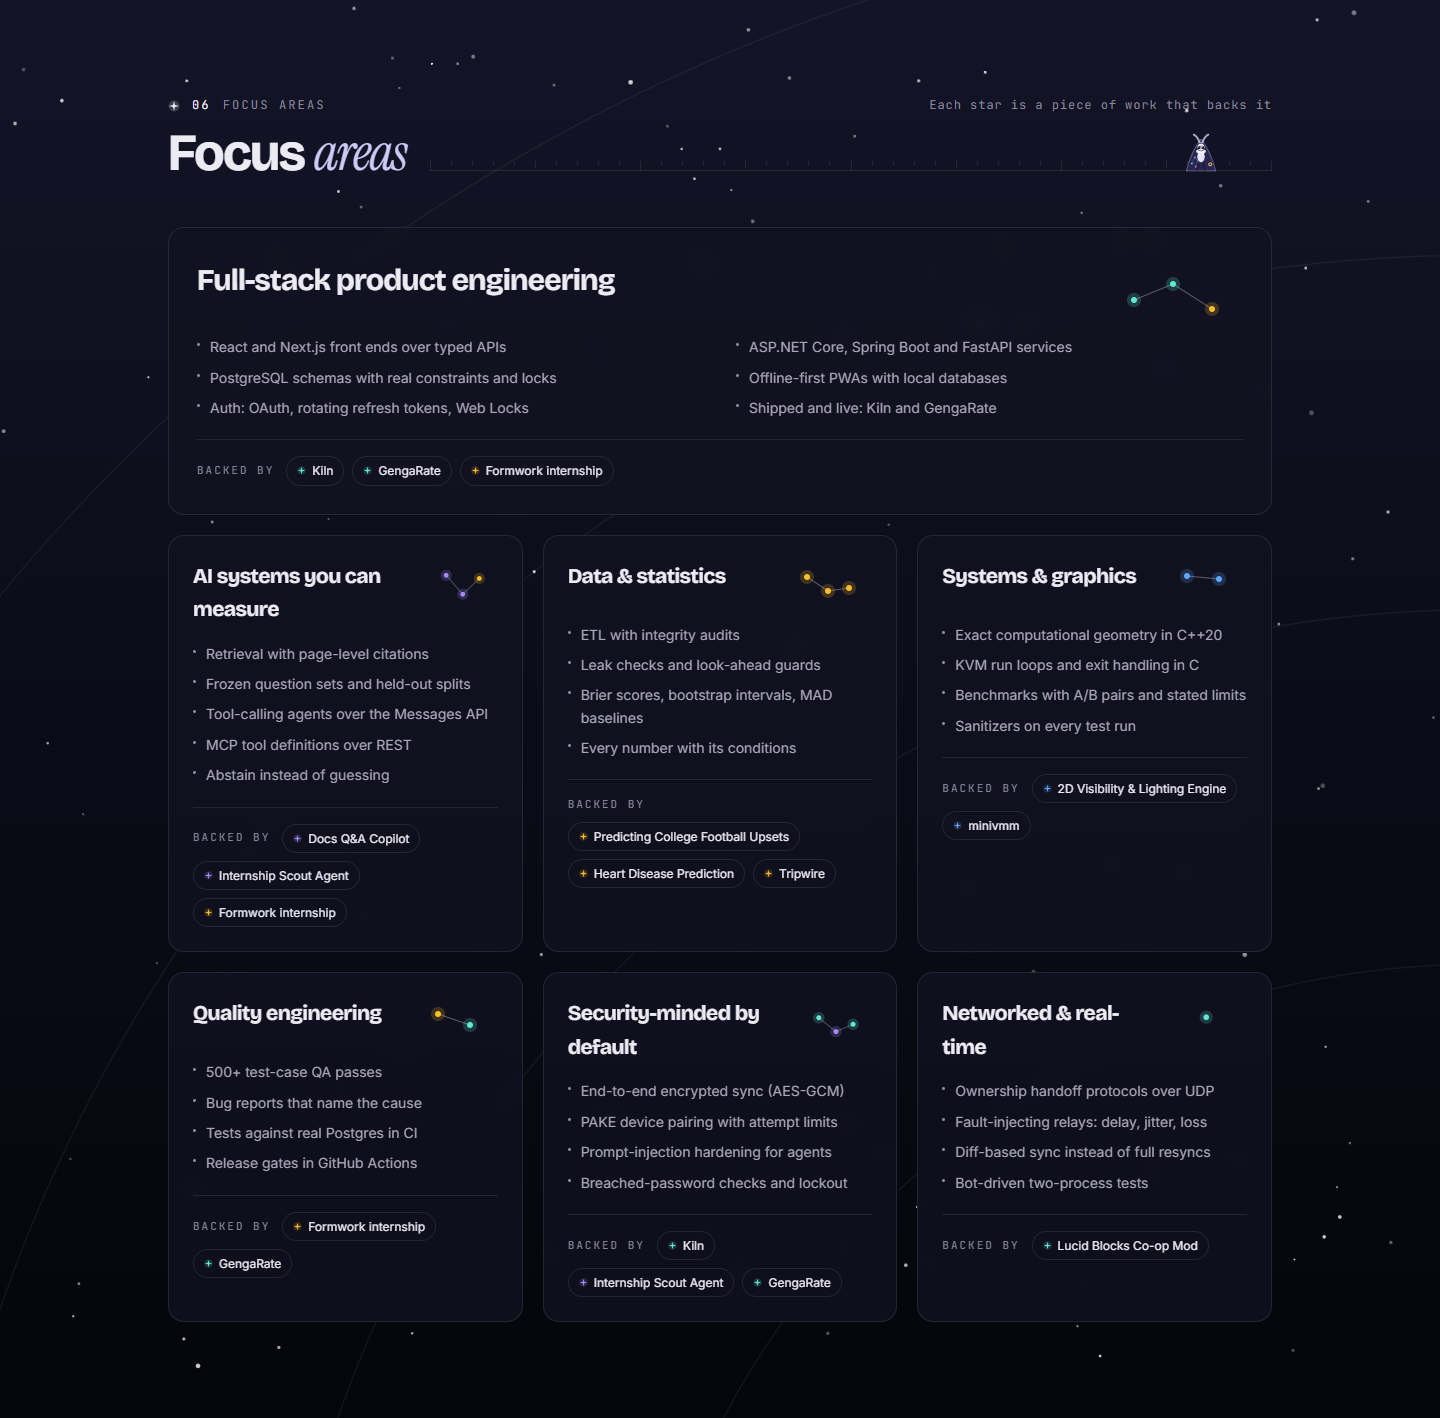 06 FOCUS AREAS
Each star is a piece of work that backs it
Focus areas
Full-stack product engineering
React and Next.js front ends over typed APIs
PostgreSQL schemas with real constraints and locks
Auth: OAuth, rotating refresh tokens, Web Locks
ASP.NET Core, Spring Boot and FastAPI services
Offline-first PWAs with local databases
Shipped and live: Kiln and GengaRate
BACKED BY Kiln GengaRate Formwork internship
AI systems you can
measure
Retrieval with page-level citations
Frozen question sets and held-out splits
Tool-calling agents over the Messages API
MCP tool definitions over REST
Abstain instead of guessing
BACKED BY Docs Q&A Copilot
Internship Scout Agent
Formwork internship
Data & statistics
ETL with integrity audits
Leak checks and look-ahead guards
Brier scores, bootstrap intervals, MAD
baselines
Every number with its conditions
BACKED BY
Predicting College Football Upsets
Heart Disease Prediction Tripwire
Systems & graphics
Exact computational geometry in C++20
KVM run loops and exit handling in C
Benchmarks with A/B pairs and stated limits
Sanitizers on every test run
BACKED BY 2D Visibility & Lighting Engine
minivmm
Quality engineering
500+ test-case QA passes
Bug reports that name the cause
Tests against real Postgres in CI
Release gates in GitHub Actions
BACKED BY Formwork internship
GengaRate
Security-minded by
default
End-to-end encrypted sync (AES-GCM)
PAKE device pairing with attempt limits
Prompt-injection hardening for agents
Breached-password checks and lockout
BACKED BY Kiln
Internship Scout Agent GengaRate
Networked & real-
time
Ownership handoff protocols over UDP
Fault-injecting relays: delay, jitter, loss
Diff-based sync instead of full resyncs
Bot-driven two-process tests
BACKED BY Lucid Blocks Co-op Mod